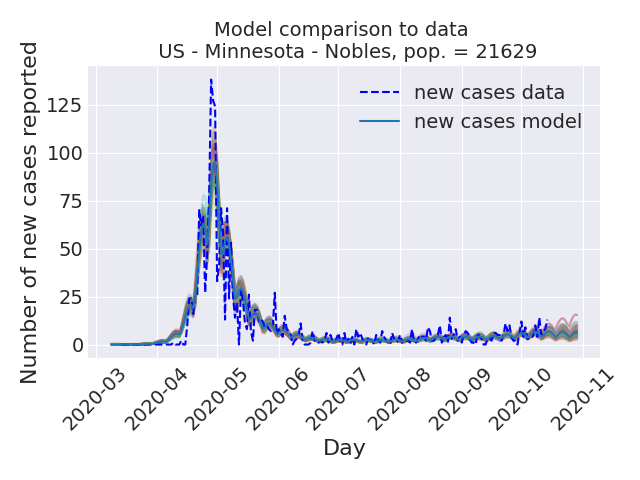 Model comparison to data
US - Minnesota - Nobles, pop. = 21629
Number of new cases reported
125
100
75
50
25
0
new cases data
new cases model
2020-03
2020-04
2020-05
2020-06
2020-07
2020-08
2020-09
2020-10
2020-11
Day